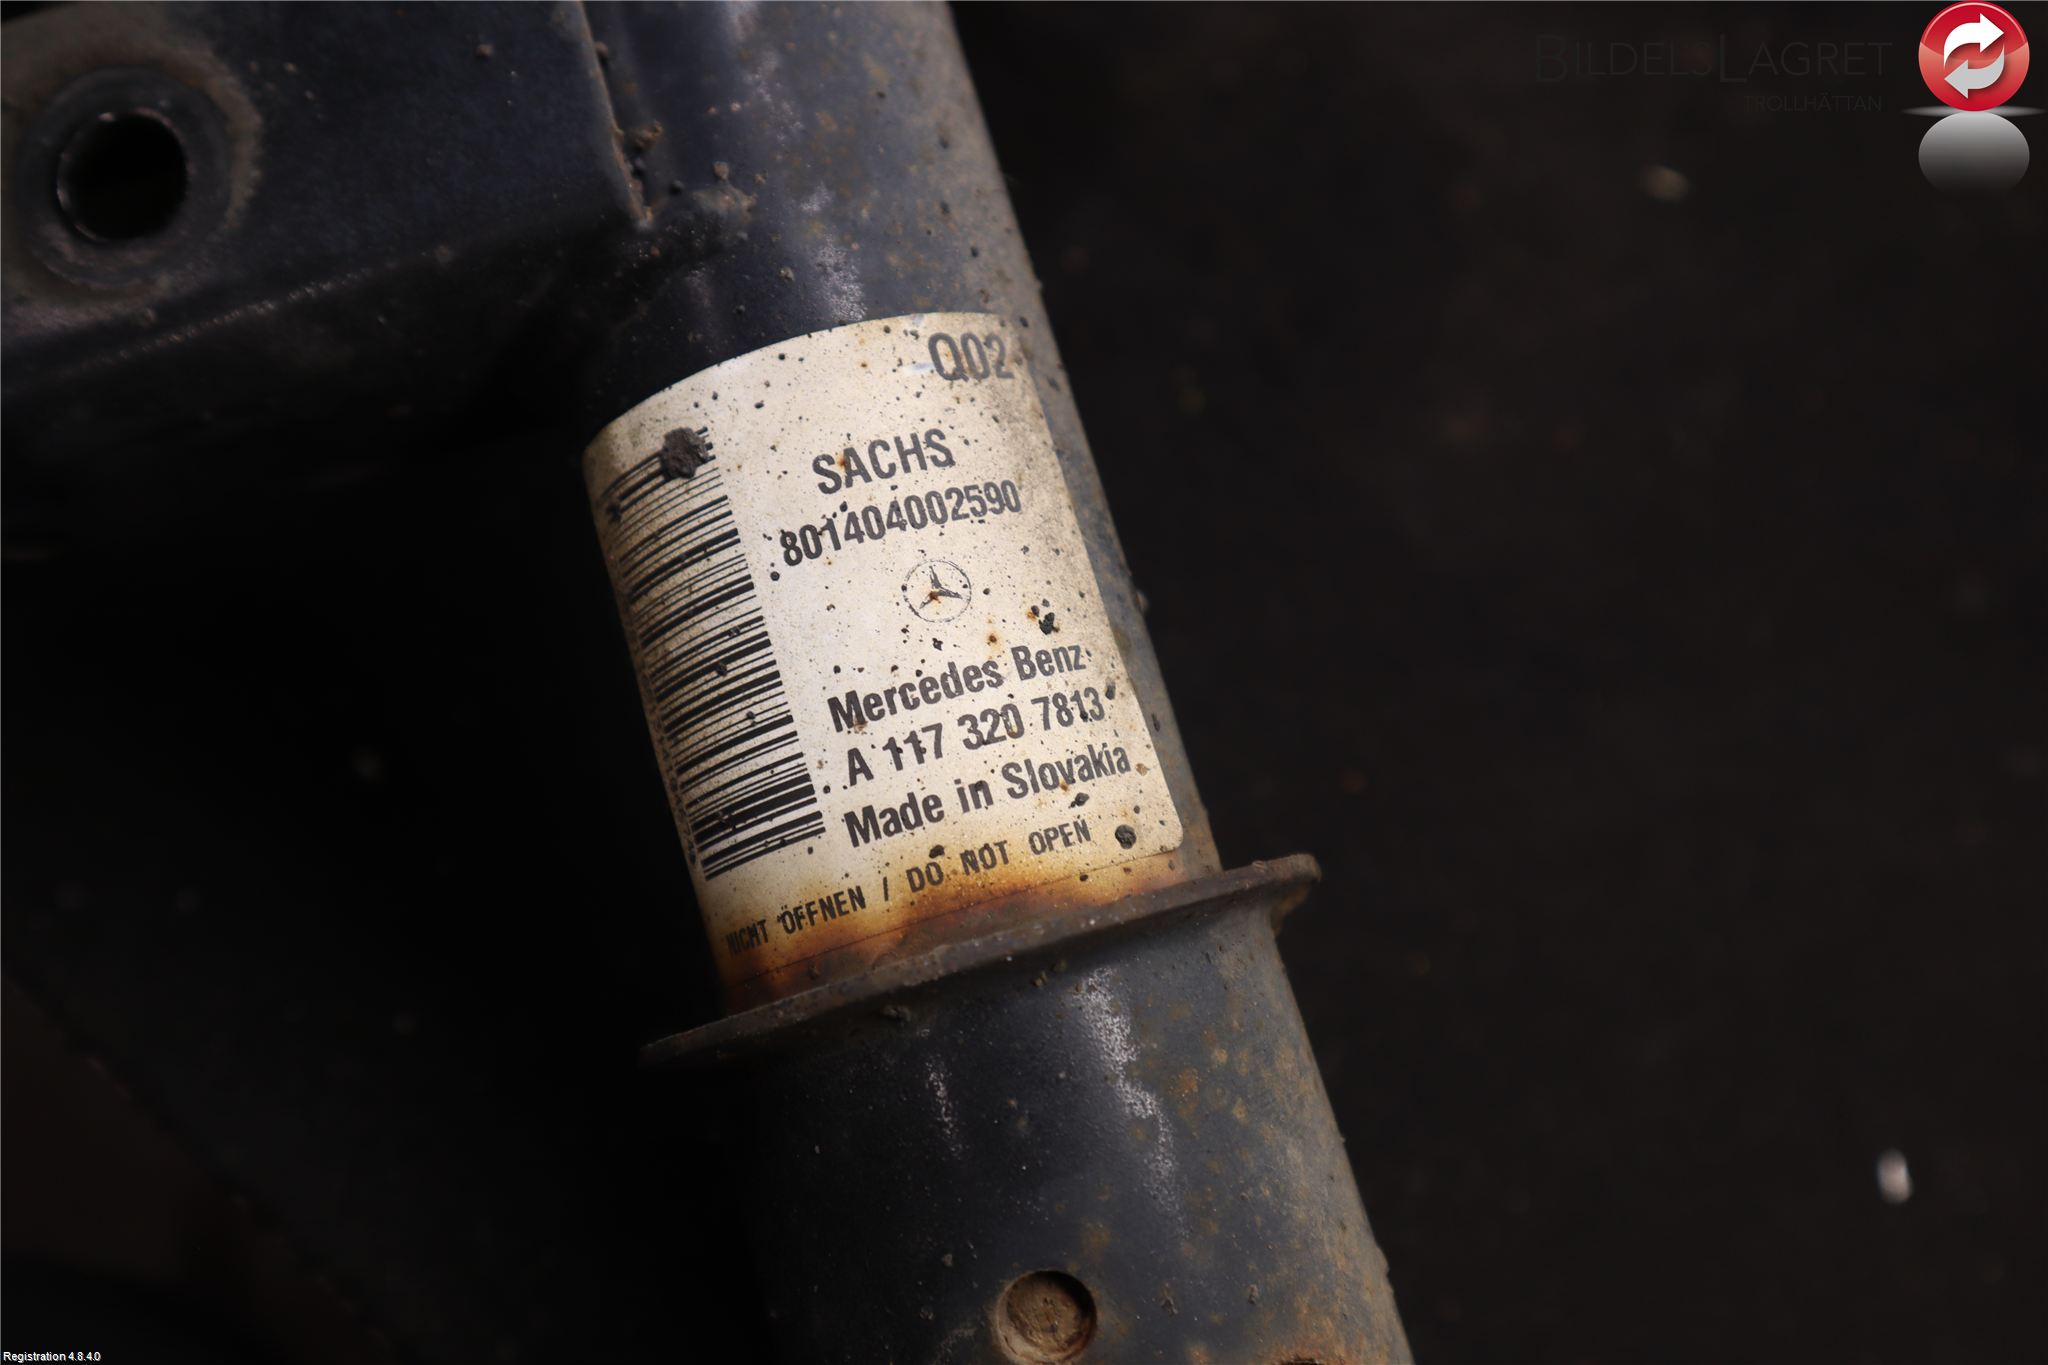 BILDELSLAGRET
TROLLHÄTTAN
Q02
SACHS
801404002590
Mercedes Benz
A 117 320 7813
Made in Slovakia
NICHT ÖFFNEN / DO NOT OPEN
Registration 4.8.4.0